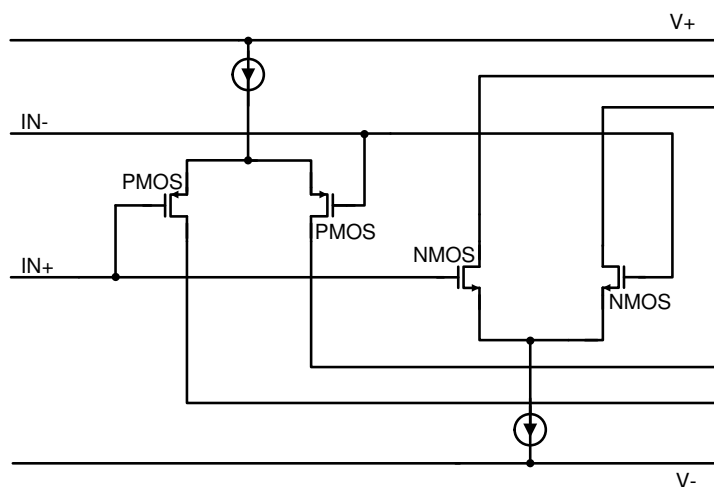 V+
IN-
PMOS
PMOS
NMOS
IN+
NMOS
V-